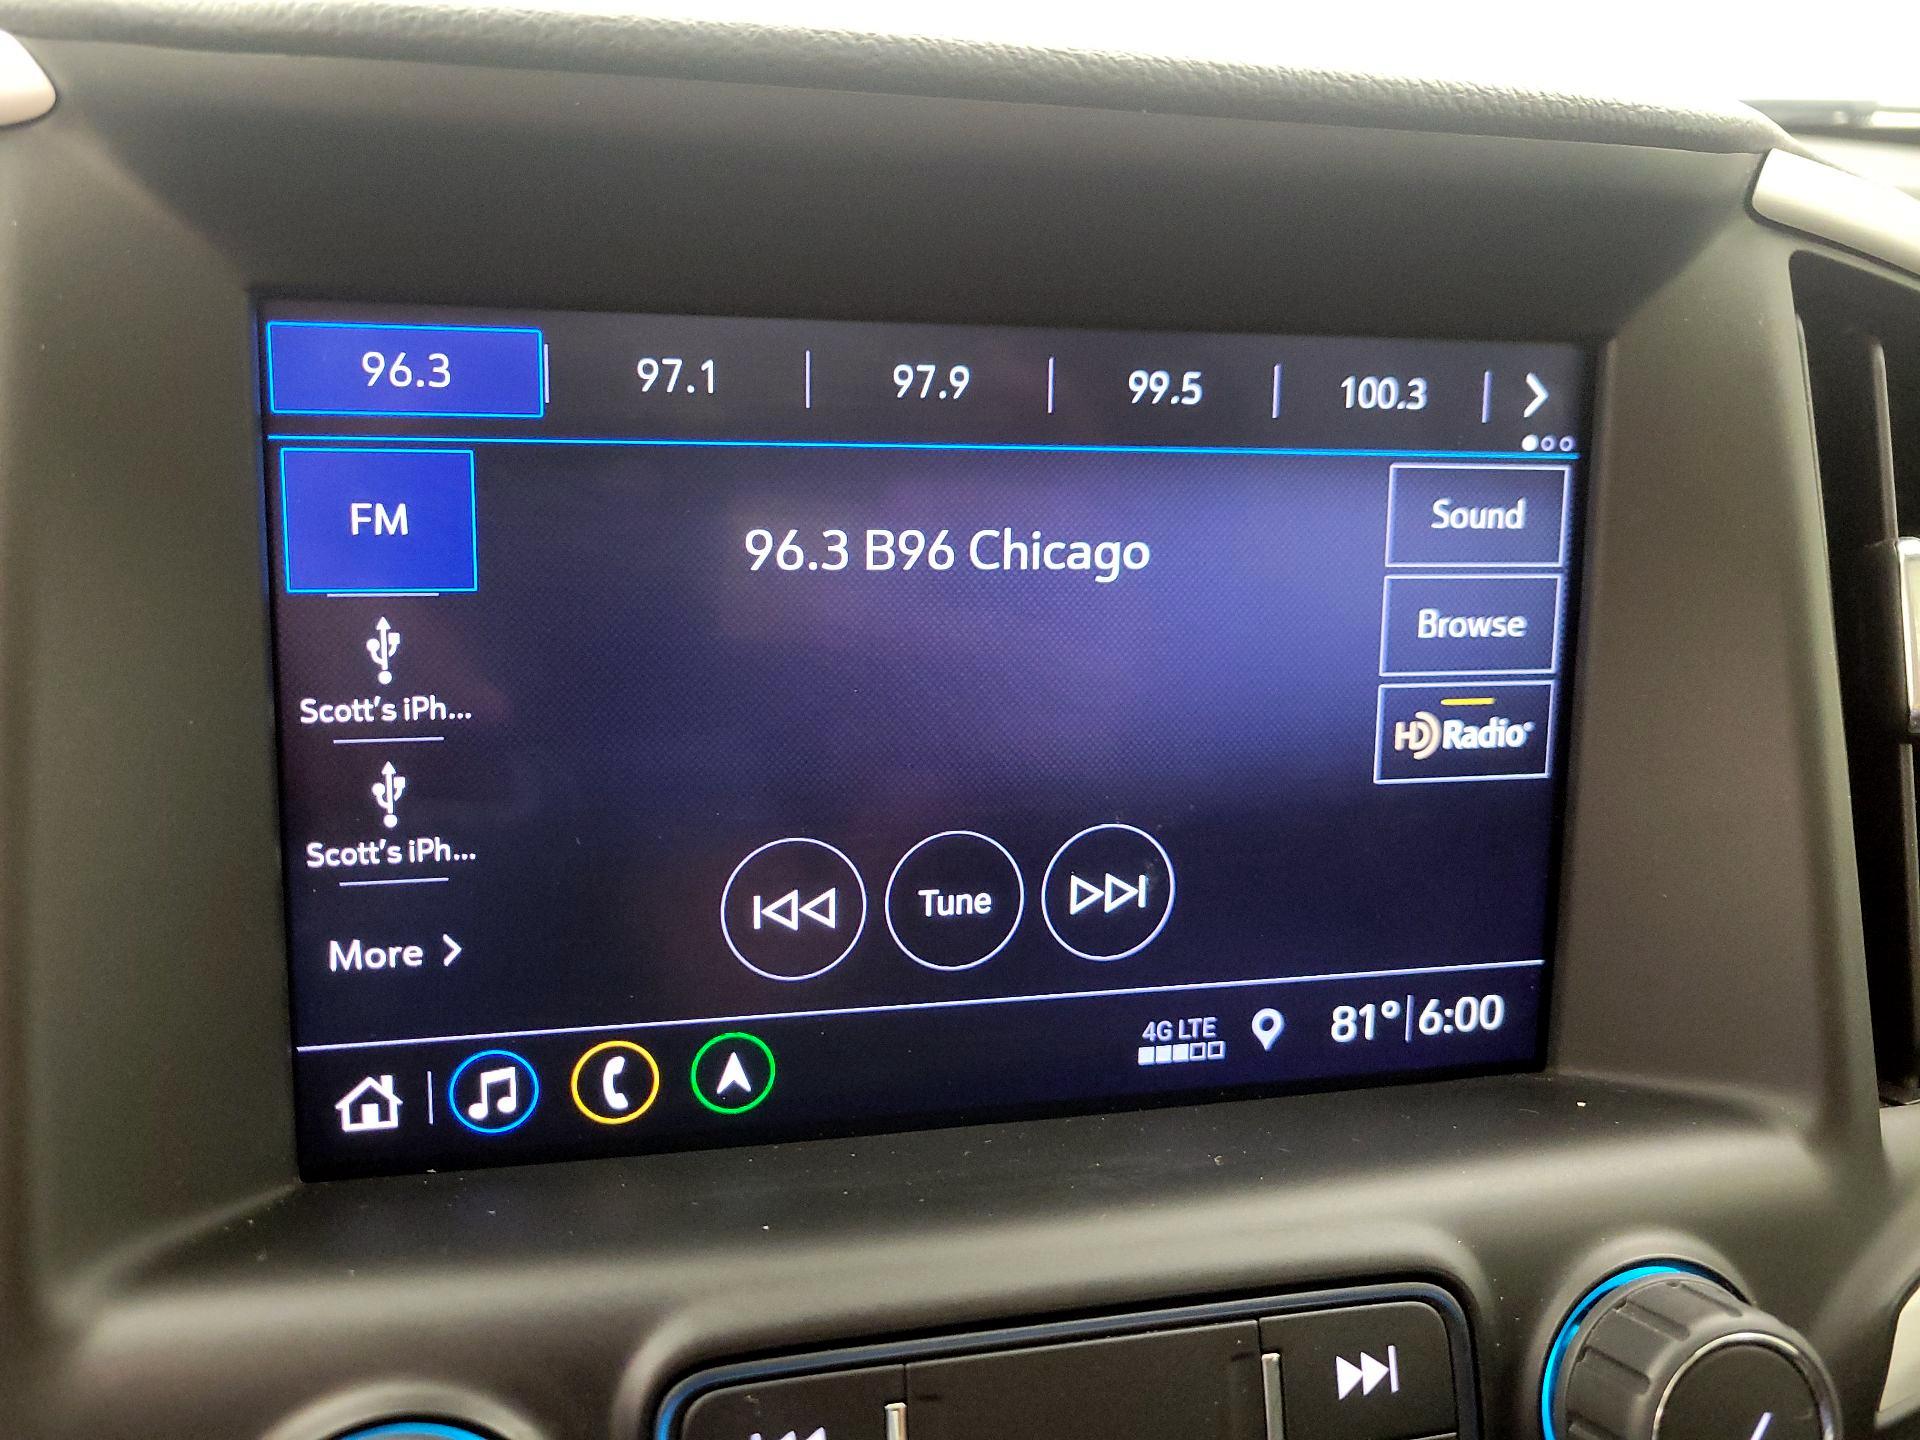 96.3 | 97.1 | 97.9 | 99.5 | 100.3 |
FM
96.3 B96 Chicago
Sound
Browse
HD Radio
Scott's iPh...
Scott's iPh...
More
Tune
4G LTE
81° | 6:00